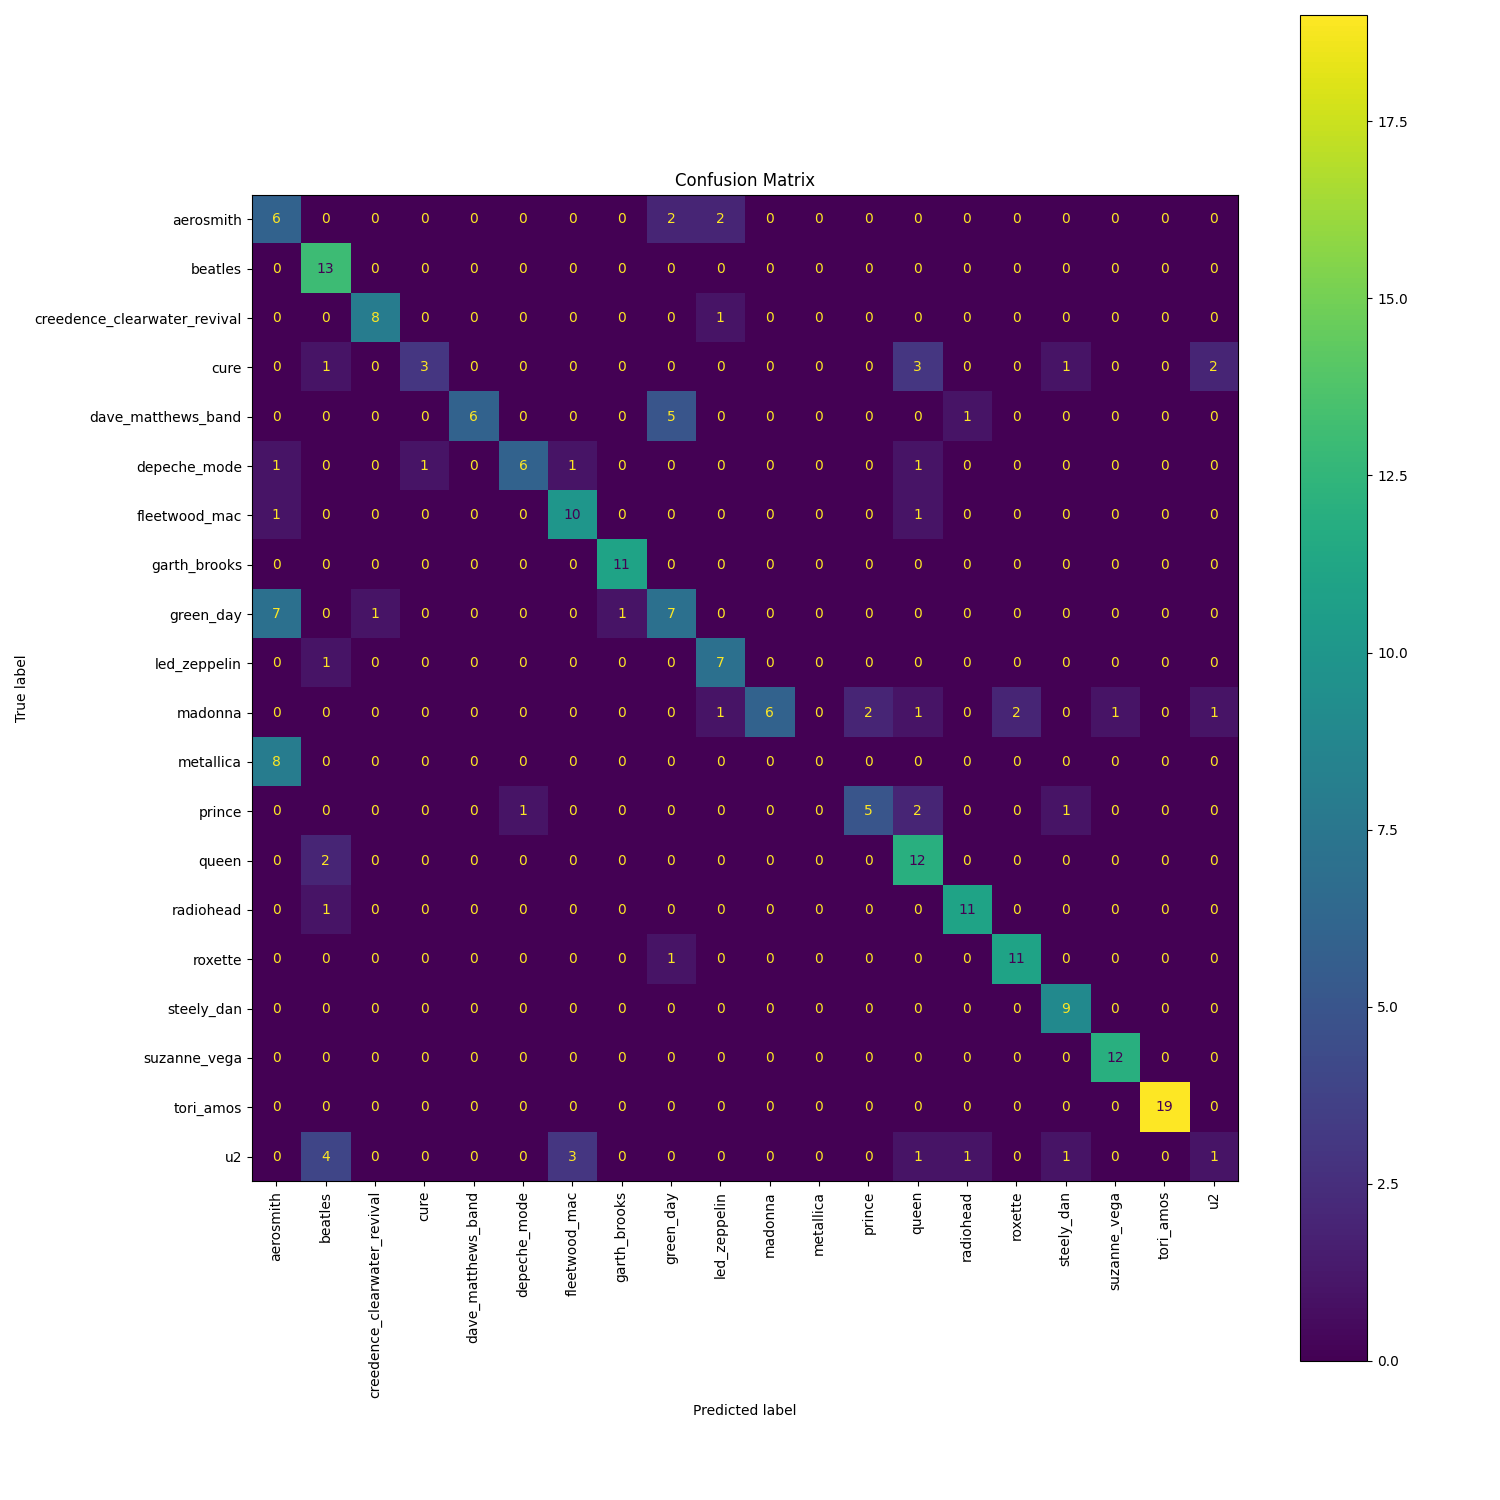 Confusion Matrix
aerosmith 6 0 0 0 0 0 0 0 2 2 0 0 0 0 0 0 0 0 0 0
beatles 0 13 0 0 0 0 0 0 0 0 0 0 0 0 0 0 0 0 0 0
creedence_clearwater_revival 0 0 8 0 0 0 0 0 0 1 0 0 0 0 0 0 0 0 0 0
cure 0 1 0 3 0 0 0 0 0 0 0 0 0 3 0 0 1 0 0 2
dave_matthews_band 0 0 0 0 6 0 0 0 5 0 0 0 0 0 1 0 0 0 0 0
depeche_mode 1 0 0 1 0 6 1 0 0 0 0 0 0 1 0 0 0 0 0 0
fleetwood_mac 1 0 0 0 0 0 10 0 0 0 0 0 0 1 0 0 0 0 0 0
garth_brooks 0 0 0 0 0 0 0 11 0 0 0 0 0 0 0 0 0 0 0 0
green_day 7 0 1 0 0 0 0 1 7 0 0 0 0 0 0 0 0 0 0 0
led_zeppelin 0 1 0 0 0 0 0 0 0 7 0 0 0 0 0 0 0 0 0 0
madonna 0 0 0 0 0 0 0 0 0 1 6 0 2 1 0 2 0 1 0 1
metallica 8 0 0 0 0 0 0 0 0 0 0 0 0 0 0 0 0 0 0 0
prince 0 0 0 0 0 1 0 0 0 0 0 0 5 2 0 0 1 0 0 0
queen 0 2 0 0 0 0 0 0 0 0 0 0 0 12 0 0 0 0 0 0
radiohead 0 1 0 0 0 0 0 0 0 0 0 0 0 0 11 0 0 0 0 0
roxette 0 0 0 0 0 0 0 0 1 0 0 0 0 0 0 11 0 0 0 0
steely_dan 0 0 0 0 0 0 0 0 0 0 0 0 0 0 0 0 9 0 0 0
suzanne_vega 0 0 0 0 0 0 0 0 0 0 0 0 0 0 0 0 0 12 0 0
tori_amos 0 0 0 0 0 0 0 0 0 0 0 0 0 0 0 0 0 0 19 0
u2 0 4 0 0 0 0 3 0 0 0 0 0 0 1 1 0 1 0 0 1
True label
aerosmith
beatles
creedence_clearwater_revival
cure
dave_matthews_band
depeche_mode
fleetwood_mac
garth_brooks
green_day
led_zeppelin
madonna
metallica
prince
queen
radiohead
roxette
steely_dan
suzanne_vega
tori_amos
u2
Predicted label
17.5
15.0
12.5
10.0
7.5
5.0
2.5
0.0